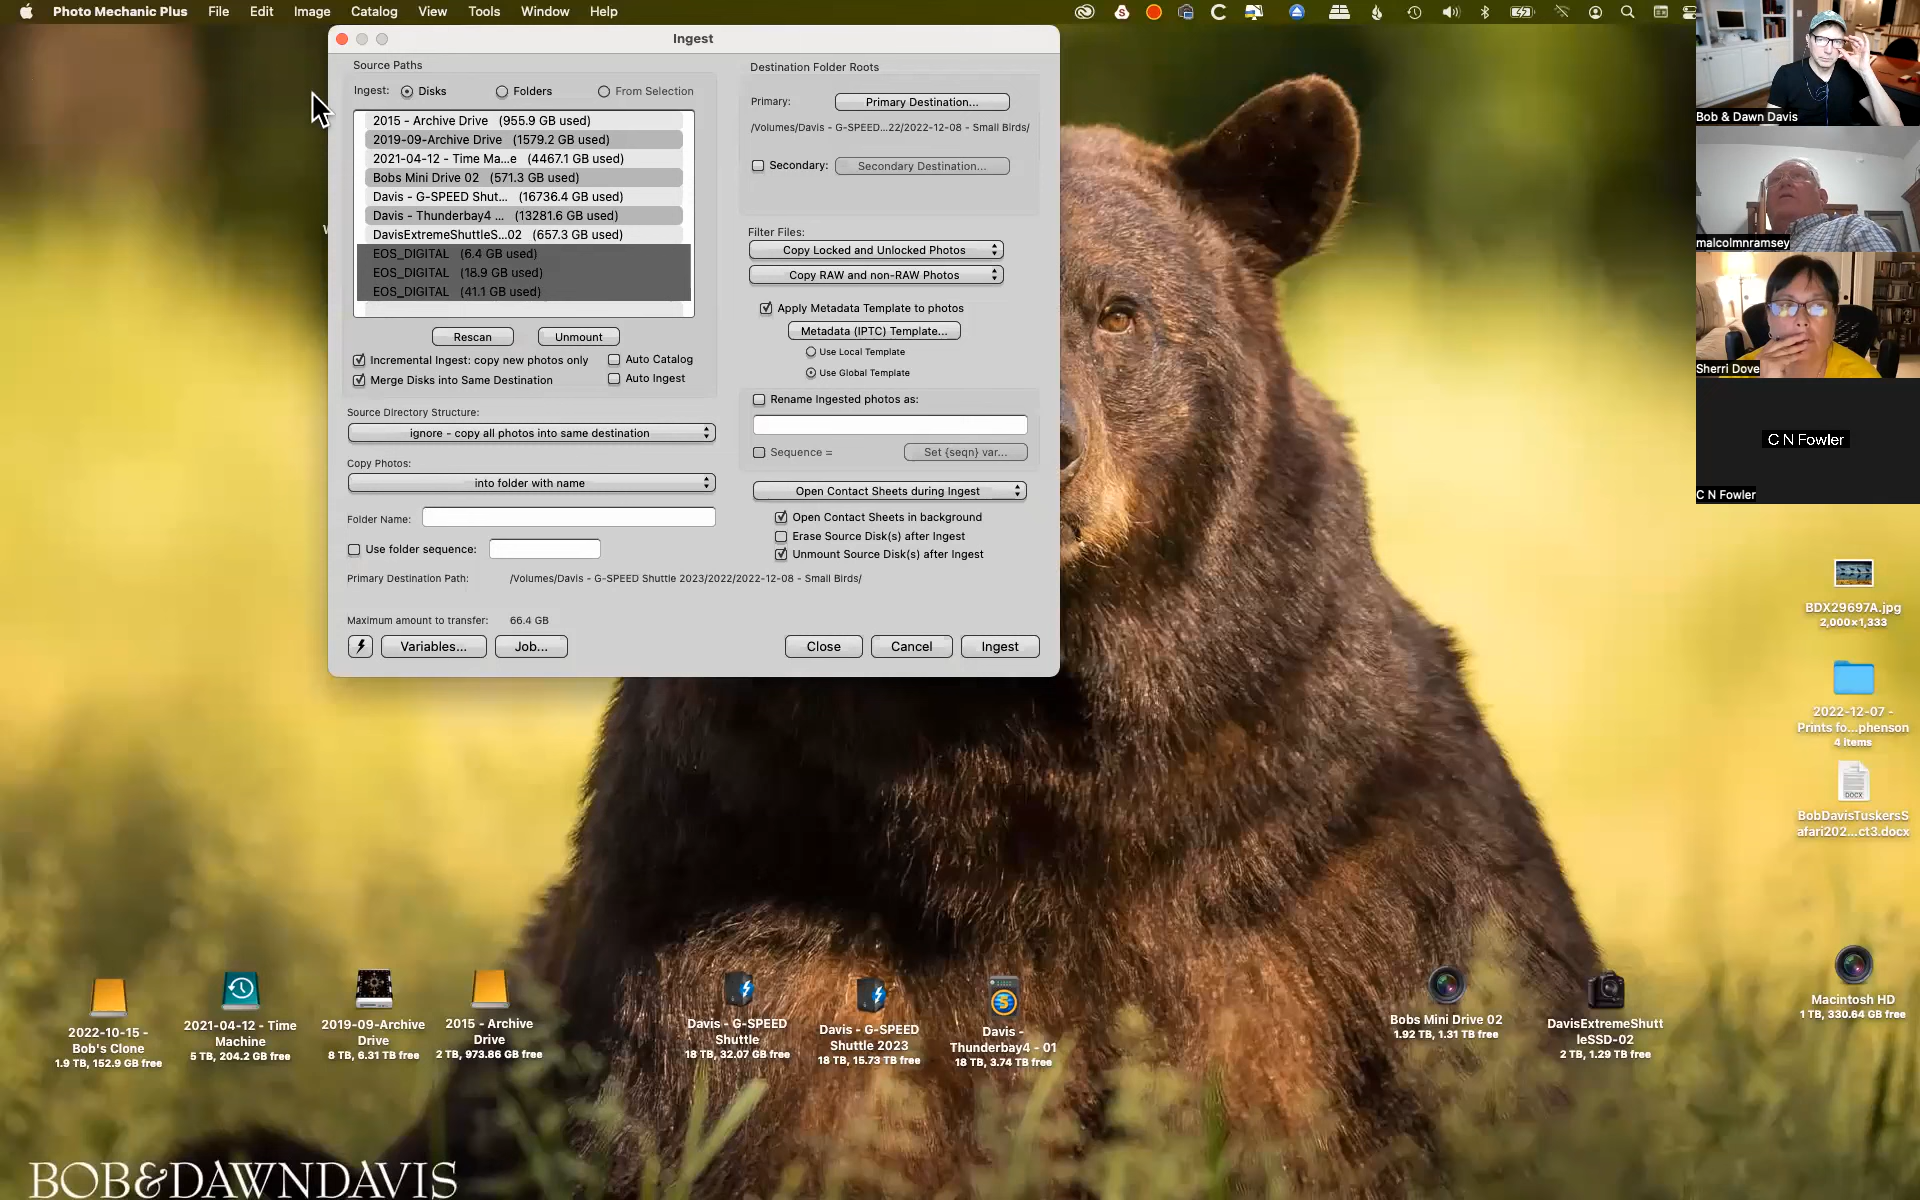 Photo Mechanic Plus File Edit Image Catalog View Tools Window Help
Ingest
Source Paths
Ingest: Disks Folders From Selection
2015 - Archive Drive (955.9 GB used)
2019-09-Archive Drive (1579.2 GB used)
2021-04-12 - Time Ma...e (4467.1 GB used)
Bobs Mini Drive 02 (571.3 GB used)
Davis - G-SPEED Shut... (16736.4 GB used)
Davis - Thunderbay4 ... (13281.6 GB used)
DavisExtremeShuttleS...02 (657.3 GB used)
EOS_DIGITAL (6.4 GB used)
EOS_DIGITAL (18.9 GB used)
EOS_DIGITAL (41.1 GB used)
Rescan Unmount
Incremental Ingest: copy new photos only Auto Catalog
Merge Disks into Same Destination Auto Ingest
Source Directory Structure:
ignore - copy all photos into same destination
Copy Photos:
into folder with name
Folder Name:
Use folder sequence:
Primary Destination Path: /Volumes/Davis - G-SPEED Shuttle 2023/2022/2022-12-08 - Small Birds/
Maximum amount to transfer: 66.4 GB
Variables... Job... Close Cancel Ingest
Destination Folder Roots
Primary: Primary Destination...
/Volumes/Davis - G-SPEED...22/2022-12-08 - Small Birds/
Secondary: Secondary Destination...
Filter Files:
Copy Locked and Unlocked Photos
Copy RAW and non-RAW Photos
Apply Metadata Template to photos
Metadata (IPTC) Template...
Use Local Template
Use Global Template
Rename Ingested photos as:
Sequence = Set {seqn} var...
Open Contact Sheets during Ingest
Open Contact Sheets in background
Erase Source Disk(s) after Ingest
Unmount Source Disk(s) after Ingest
Bob & Dawn Davis
malcolmnramsey
Sherri Dove
C N Fowler
C N Fowler
BDX29697A.jpg
2,000×1,333
2022-12-07 -
Prints fo...phenson
4 items
DOCX
BobDavisTuskersS
afari202...ct3.docx
Macintosh HD
1 TB, 330.64 GB free
2022-10-15 -
Bob's Clone
1.9 TB, 152.9 GB free
2021-04-12 - Time
Machine
5 TB, 204.2 GB free
2019-09-Archive
Drive
8 TB, 6.31 TB free
2015 - Archive
Drive
2 TB, 973.86 GB free
Davis - G-SPEED
Shuttle
18 TB, 32.07 GB free
Davis - G-SPEED
Shuttle 2023
18 TB, 15.73 TB free
Davis -
Thunderbay4 - 01
18 TB, 3.74 TB free
Bobs Mini Drive 02
1.92 TB, 1.31 TB free
DavisExtremeShutt
leSSD-02
2 TB, 1.29 TB free
BOB&DAWNDAVIS